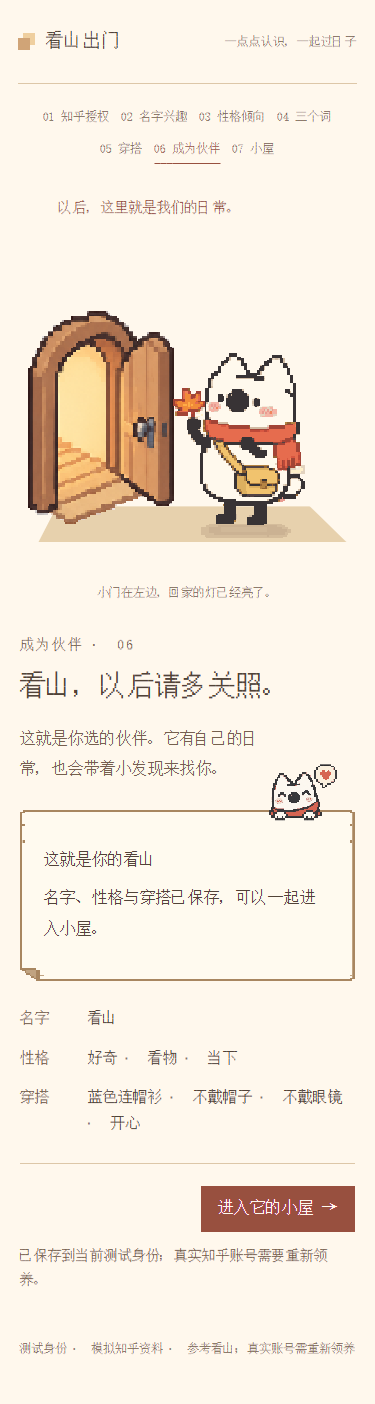 看山出门
一点点认识，一起过日子
01 知乎授权 02 名字兴趣 03 性格倾向 04 三个词
05 穿搭 06 成为伙伴 07 小屋
以后，这里就是我们的日常。
小门在左边，回家的灯已经亮了。
成为伙伴 · 06
看山，以后请多关照。
这就是你选的伙伴。它有自己的日
常，也会带着小发现来找你。
这就是你的看山
名字、性格与穿搭已保存，可以一起进
入小屋。
名字 看山
性格 好奇 · 看物 · 当下
穿搭 蓝色连帽衫 · 不戴帽子 · 不戴眼镜
· 开心
进入它的小屋 →
已保存到当前测试身份；真实知乎账号需要重新领
养。
测试身份 · 模拟知乎资料 · 参考看山；真实账号需重新领养